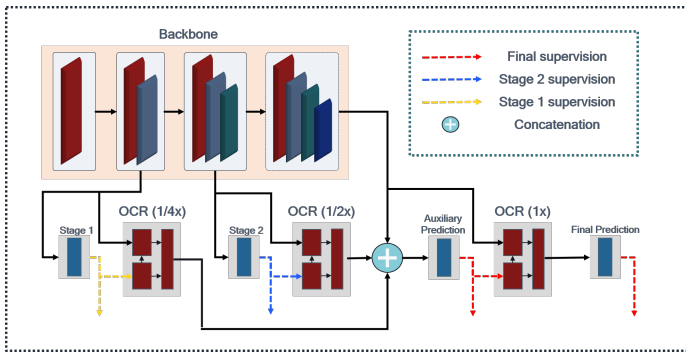 Backbone
Final supervision
Stage 2 supervision
Stage 1 supervision
Concatenation
Stage 1
OCR (1/4x)
Stage 2
OCR (1/2x)
Auxiliary
Prediction
OCR (1x)
Final Prediction